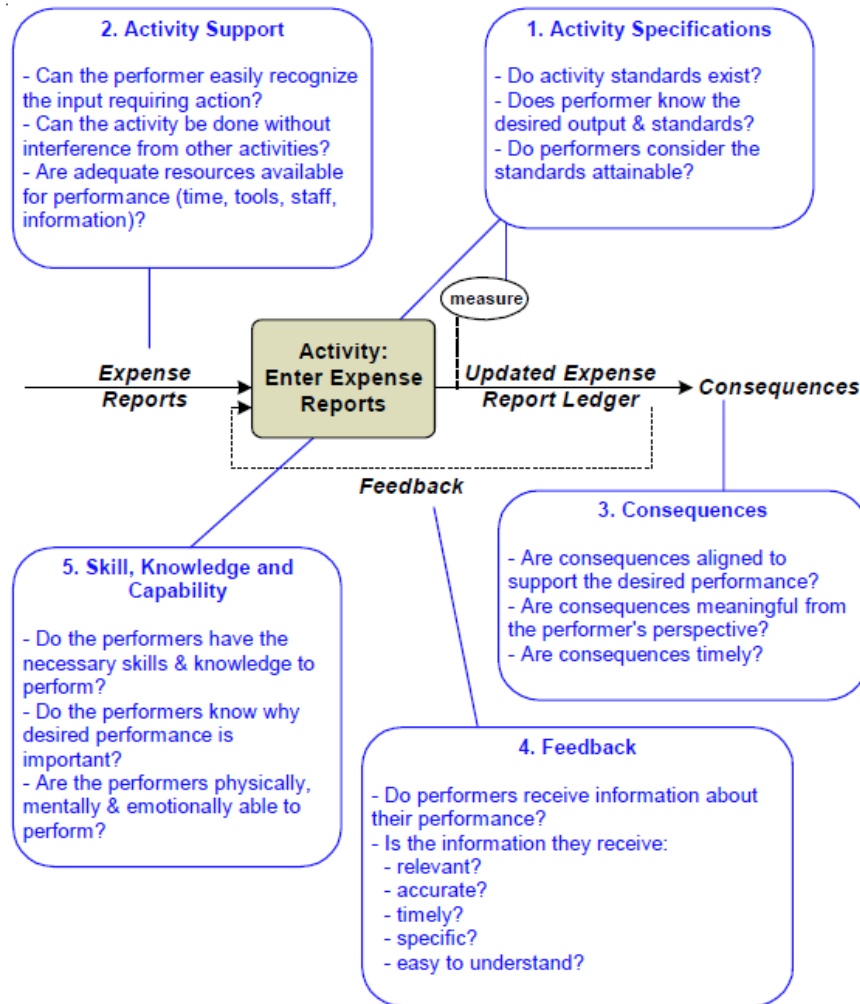 2. Activity Support
- Can the performer easily recognize
the input requiring action?
- Can the activity be done without
interference from other activities?
- Are adequate resources available
for performance (time, tools, staff,
information)?
1. Activity Specifications
- Do activity standards exist?
- Does performer know the
desired output & standards?
- Do performers consider the
standards attainable?
measure
Expense
Reports
Activity:
Enter Expense
Reports
Updated Expense
Report Ledger
Consequences
Feedback
3. Consequences
- Are consequences aligned to
support the desired performance?
- Are consequences meaningful from
the performer's perspective?
- Are consequences timely?
5. Skill, Knowledge and
Capability
- Do the performers have the
necessary skills & knowledge to
perform?
- Do the performers know why
desired performance is
important?
- Are the performers physically,
mentally & emotionally able to
perform?
4. Feedback
- Do performers receive information about
their performance?
- Is the information they receive:
- relevant?
- accurate?
- timely?
- specific?
- easy to understand?